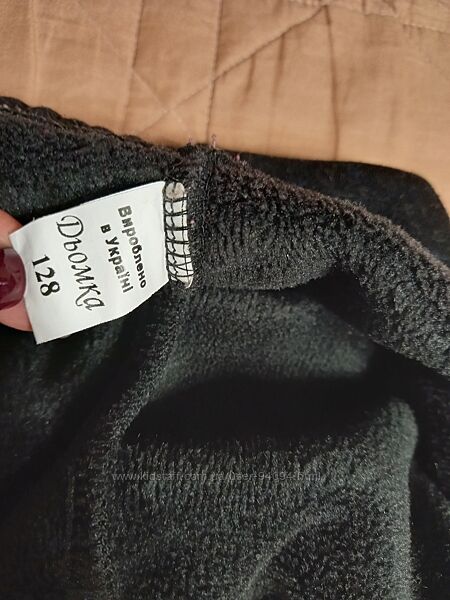 Вироблено
в Україні
Дьомка
128